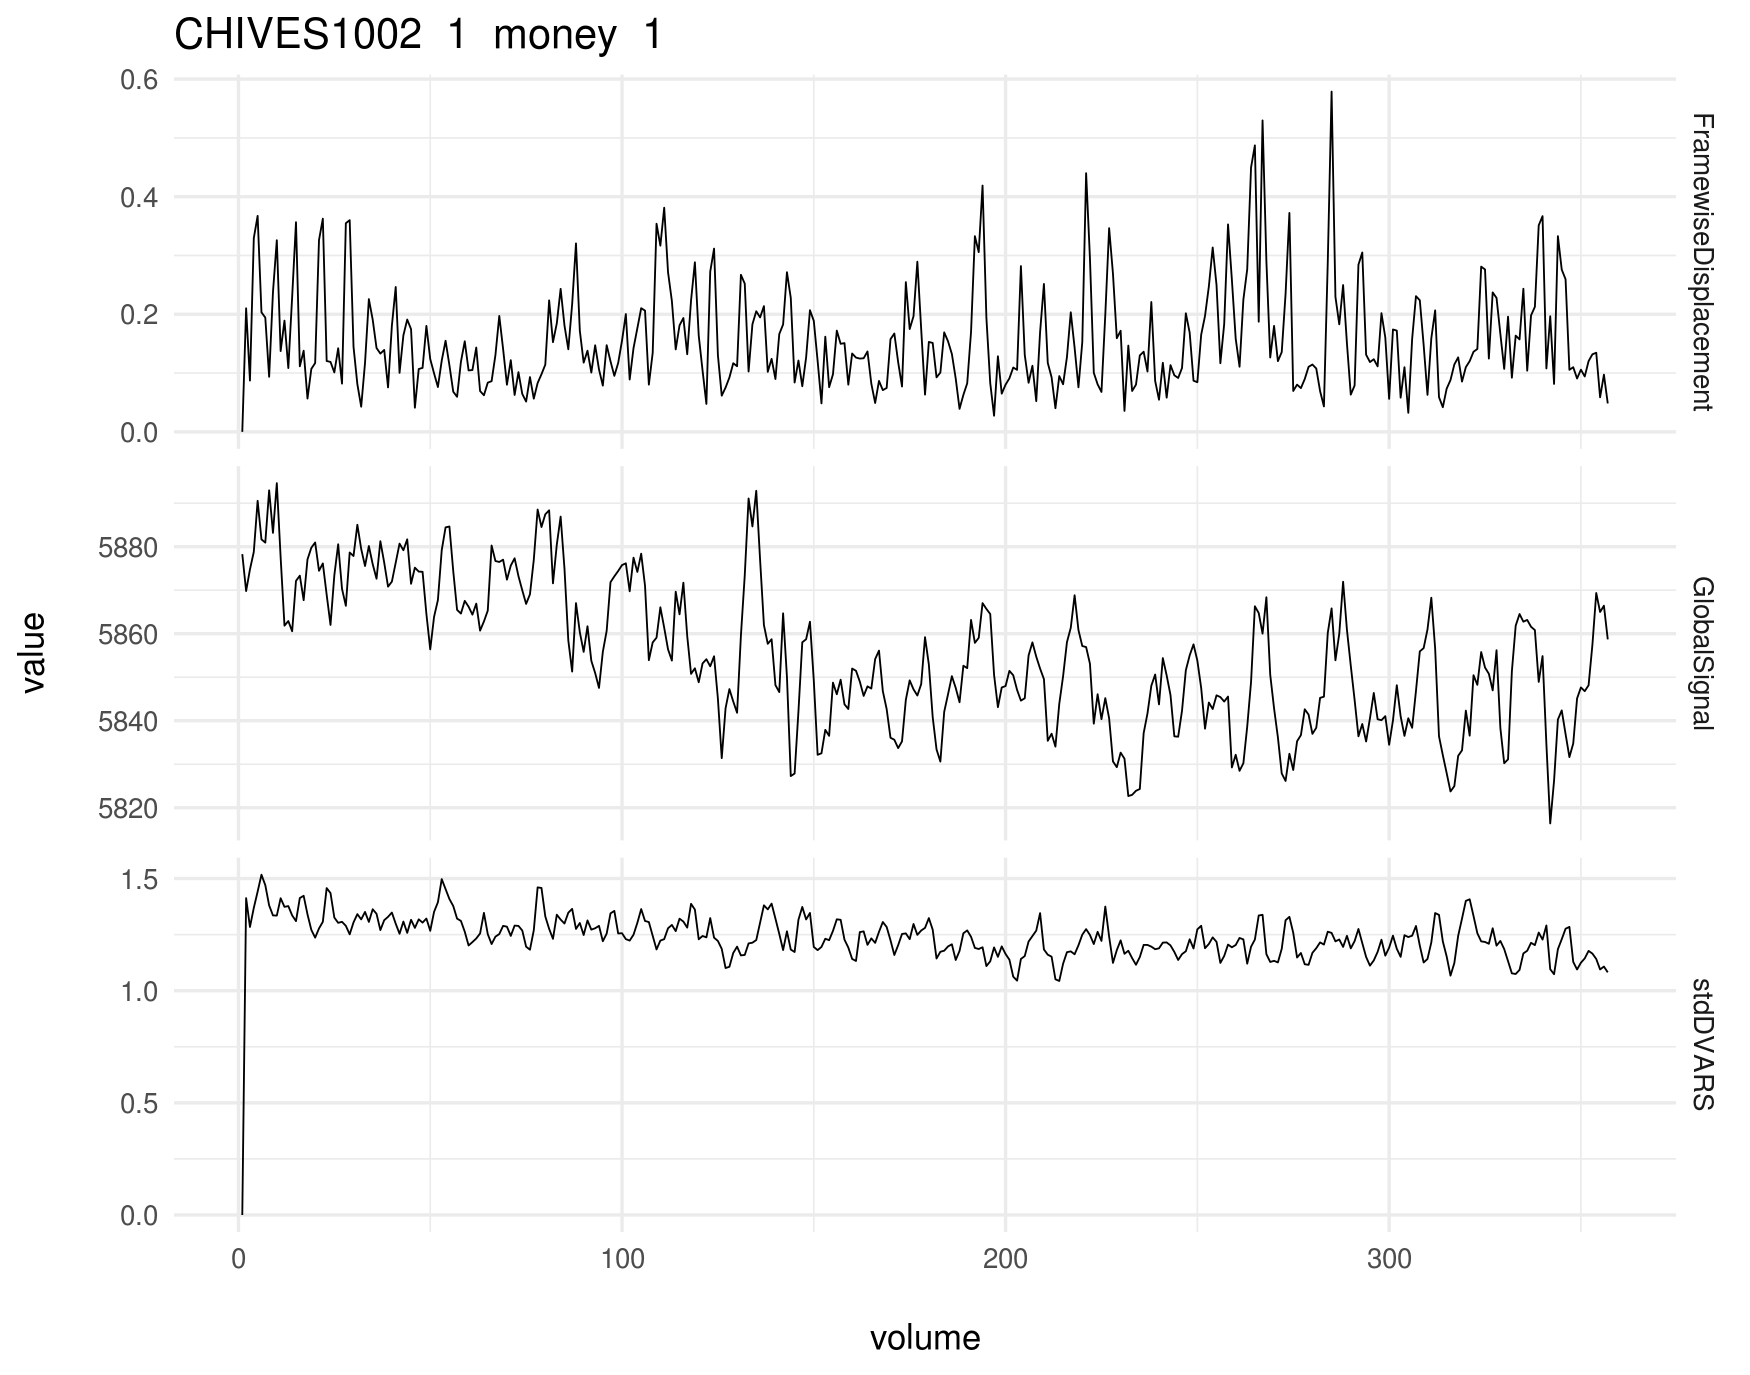 CHIVES1002 1 money 1
0.6
0.4
0.2
0.0
FramewiseDisplacement
5880
5860
5840
5820
GlobalSignal
value
1.5
1.0
0.5
0.0
stdDVARS
0 100 200 300
volume